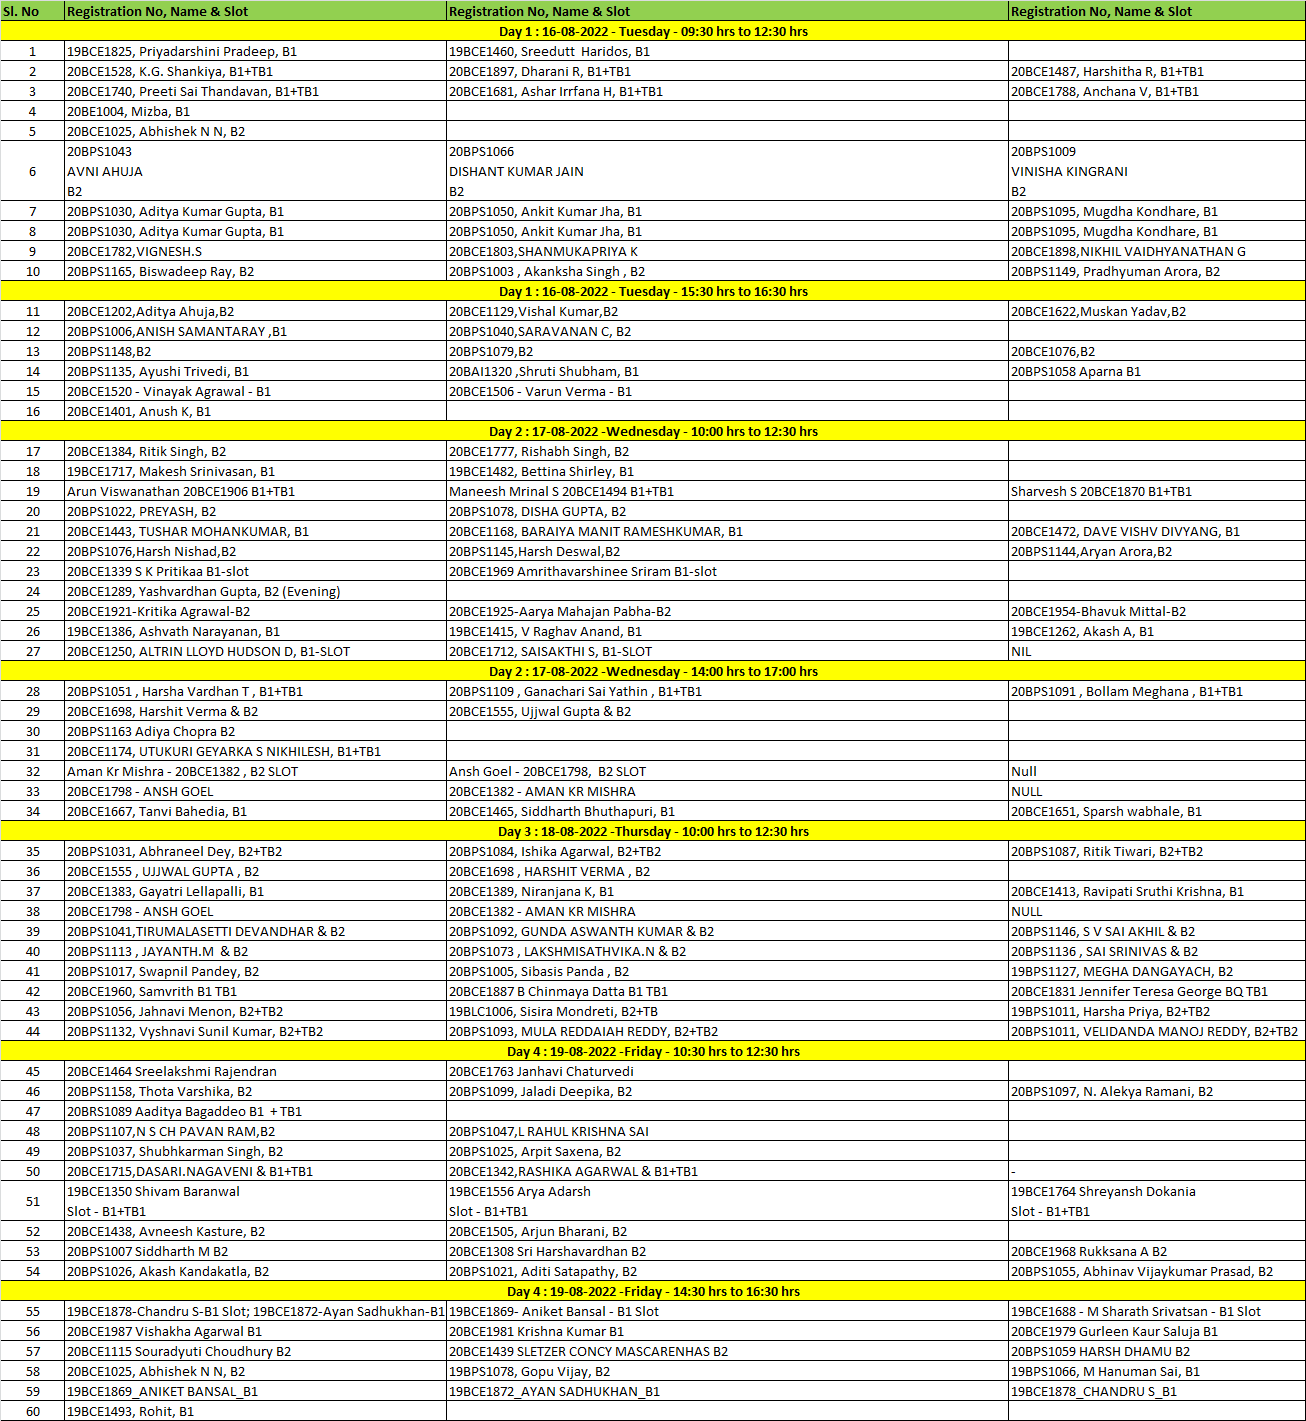 Sl. No Registration No, Name & Slot Registration No, Name & Slot Registration No, Name & Slot
Day 1 : 16-08-2022 - Tuesday - 09:30 hrs to 12:30 hrs
1 19BCE1825, Priyadarshini Pradeep, B1 19BCE1460, Sreedutt Haridos, B1
2 20BCE1528, K.G. Shankiya, B1+TB1 20BCE1897, Dharani R, B1+TB1 20BCE1487, Harshitha R, B1+TB1
3 20BCE1740, Preeti Sai Thandavan, B1+TB1 20BCE1681, Ashar Irrfana H, B1+TB1 20BCE1788, Anchana V, B1+TB1
4 20BE1004, Mizba, B1
5 20BCE1025, Abhishek N N, B2
20BPS1043 20BPS1066 20BPS1009
6 AVNI AHUJA DISHANT KUMAR JAIN VINISHA KINGRANI
B2 B2 B2
7 20BPS1030, Aditya Kumar Gupta, B1 20BPS1050, Ankit Kumar Jha, B1 20BPS1095, Mugdha Kondhare, B1
8 20BPS1030, Aditya Kumar Gupta, B1 20BPS1050, Ankit Kumar Jha, B1 20BPS1095, Mugdha Kondhare, B1
9 20BCE1782,VIGNESH.S 20BCE1803,SHANMUKAPRIYA K 20BCE1898,NIKHIL VAIDHYANATHAN G
10 20BPS1165, Biswadeep Ray, B2 20BPS1003 , Akanksha Singh , B2 20BPS1149, Pradhyuman Arora, B2
Day 1 : 16-08-2022 - Tuesday - 15:30 hrs to 16:30 hrs
11 20BCE1202,Aditya Ahuja,B2 20BCE1129,Vishal Kumar,B2 20BCE1622,Muskan Yadav,B2
12 20BPS1006,ANISH SAMANTARAY ,B1 20BPS1040,SARAVANAN C, B2
13 20BPS1148,B2 20BPS1079,B2 20BCE1076,B2
14 20BPS1135, Ayushi Trivedi, B1 20BAI1320 ,Shruti Shubham, B1 20BPS1058 Aparna B1
15 20BCE1520 - Vinayak Agrawal - B1 20BCE1506 - Varun Verma - B1
16 20BCE1401, Anush K, B1
Day 2 : 17-08-2022 -Wednesday - 10:00 hrs to 12:30 hrs
17 20BCE1384, Ritik Singh, B2 20BCE1777, Rishabh Singh, B2
18 19BCE1717, Makesh Srinivasan, B1 19BCE1482, Bettina Shirley, B1
19 Arun Viswanathan 20BCE1906 B1+TB1 Maneesh Mrinal S 20BCE1494 B1+TB1 Sharvesh S 20BCE1870 B1+TB1
20 20BPS1022, PREYASH, B2 20BPS1078, DISHA GUPTA, B2
21 20BCE1443, TUSHAR MOHANKUMAR, B1 20BCE1168, BARAIYA MANIT RAMESHKUMAR, B1 20BCE1472, DAVE VISHV DIVYANG, B1
22 20BPS1076,Harsh Nishad,B2 20BPS1145,Harsh Deswal,B2 20BPS1144,Aryan Arora,B2
23 20BCE1339 S K Pritikaa B1-slot 20BCE1969 Amrithavarshinee Sriram B1-slot
24 20BCE1289, Yashvardhan Gupta, B2 (Evening)
25 20BCE1921-Kritika Agrawal-B2 20BCE1925-Aarya Mahajan Pabha-B2 20BCE1954-Bhavuk Mittal-B2
26 19BCE1386, Ashvath Narayanan, B1 19BCE1415, V Raghav Anand, B1 19BCE1262, Akash A, B1
27 20BCE1250, ALTRIN LLOYD HUDSON D, B1-SLOT 20BCE1712, SAISAKTHI S, B1-SLOT NIL
Day 2 : 17-08-2022 -Wednesday - 14:00 hrs to 17:00 hrs
28 20BPS1051 , Harsha Vardhan T , B1+TB1 20BPS1109 , Ganachari Sai Yathin , B1+TB1 20BPS1091 , Bollam Meghana , B1+TB1
29 20BCE1698, Harshit Verma & B2 20BCE1555, Ujjwal Gupta & B2
30 20BPS1163 Adiya Chopra B2
31 20BCE1174, UTUKURI GEYARKA S NIKHILESH, B1+TB1
32 Aman Kr Mishra - 20BCE1382 , B2 SLOT Ansh Goel - 20BCE1798, B2 SLOT Null
33 20BCE1798 - ANSH GOEL 20BCE1382 - AMAN KR MISHRA NULL
34 20BCE1667, Tanvi Bahedia, B1 20BCE1465, Siddharth Bhuthapuri, B1 20BCE1651, Sparsh wabhale, B1
Day 3 : 18-08-2022 -Thursday - 10:00 hrs to 12:30 hrs
35 20BPS1031, Abhraneel Dey, B2+TB2 20BPS1084, Ishika Agarwal, B2+TB2 20BPS1087, Ritik Tiwari, B2+TB2
36 20BCE1555 , UJJWAL GUPTA , B2 20BCE1698 , HARSHIT VERMA , B2
37 20BCE1383, Gayatri Lellapalli, B1 20BCE1389, Niranjana K, B1 20BCE1413, Ravipati Sruthi Krishna, B1
38 20BCE1798 - ANSH GOEL 20BCE1382 - AMAN KR MISHRA NULL
39 20BPS1041,TIRUMALASETTI DEVANDHAR & B2 20BPS1092, GUNDA ASWANTH KUMAR & B2 20BPS1146, S V SAI AKHIL & B2
40 20BPS1113 , JAYANTH.M & B2 20BPS1073 , LAKSHMISATHVIKA.N & B2 20BPS1136 , SAI SRINIVAS & B2
41 20BPS1017, Swapnil Pandey, B2 20BPS1005, Sibasis Panda , B2 19BPS1127, MEGHA DANGAYACH, B2
42 20BCE1960, Samvrith B1 TB1 20BCE1887 B Chinmaya Datta B1 TB1 20BCE1831 Jennifer Teresa George BQ TB1
43 20BPS1056, Jahnavi Menon, B2+TB2 19BLC1006, Sisira Mondreti, B2+TB 19BPS1011, Harsha Priya, B2+TB2
44 20BPS1132, Vyshnavi Sunil Kumar, B2+TB2 20BPS1093, MULA REDDAIAH REDDY, B2+TB2 20BPS1011, VELIDANDA MANOJ REDDY, B2+TB2
Day 4 : 19-08-2022 -Friday - 10:30 hrs to 12:30 hrs
45 20BCE1464 Sreelakshmi Rajendran 20BCE1763 Janhavi Chaturvedi
46 20BPS1158, Thota Varshika, B2 20BPS1099, Jaladi Deepika, B2 20BPS1097, N. Alekya Ramani, B2
47 20BRS1089 Aaditya Bagaddeo B1 + TB1
48 20BPS1107,N S CH PAVAN RAM,B2 20BPS1047,L RAHUL KRISHNA SAI
49 20BPS1037, Shubhkarman Singh, B2 20BPS1025, Arpit Saxena, B2
50 20BCE1715,DASARI.NAGAVENI & B1+TB1 20BCE1342,RASHIKA AGARWAL & B1+TB1 -
51 19BCE1350 Shivam Baranwal 19BCE1556 Arya Adarsh 19BCE1764 Shreyansh Dokania
Slot - B1+TB1 Slot - B1+TB1 Slot - B1+TB1
52 20BCE1438, Avneesh Kasture, B2 20BCE1505, Arjun Bharani, B2
53 20BPS1007 Siddharth M B2 20BCE1308 Sri Harshavardhan B2 20BCE1968 Rukksana A B2
54 20BPS1026, Akash Kandakatla, B2 20BPS1021, Aditi Satapathy, B2 20BPS1055, Abhinav Vijaykumar Prasad, B2
Day 4 : 19-08-2022 -Friday - 14:30 hrs to 16:30 hrs
55 19BCE1878-Chandru S-B1 Slot; 19BCE1872-Ayan Sadhukhan-B1 19BCE1869- Aniket Bansal - B1 Slot 19BCE1688 - M Sharath Srivatsan - B1 Slot
56 20BCE1987 Vishakha Agarwal B1 20BCE1981 Krishna Kumar B1 20BCE1979 Gurleen Kaur Saluja B1
57 20BCE1115 Souradyuti Choudhury B2 20BCE1439 SLETZER CONCY MASCARENHAS B2 20BPS1059 HARSH DHAMU B2
58 20BCE1025, Abhishek N N, B2 19BPS1078, Gopu Vijay, B2 19BPS1066, M Hanuman Sai, B1
59 19BCE1869_ANIKET BANSAL_B1 19BCE1872_AYAN SADHUKHAN_B1 19BCE1878_CHANDRU S_B1
60 19BCE1493, Rohit, B1